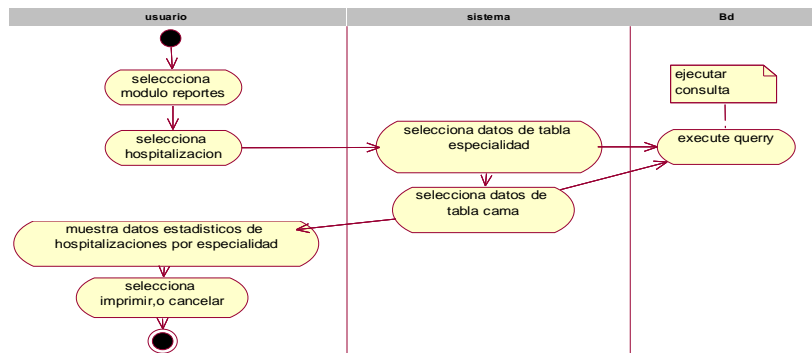 usuario
sistema
Bd
seleccciona
modulo reportes
selecciona
hospitalizacion
selecciona datos de tabla
especialidad
ejecutar
consulta
execute querry
selecciona datos de
tabla cama
muestra datos estadisticos de
hospitalizaciones por especialidad
selecciona
imprimir,o cancelar